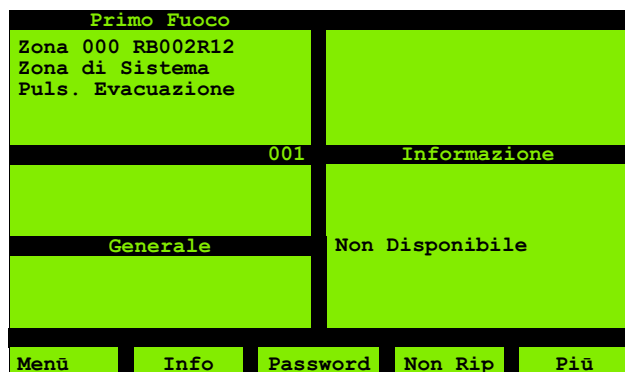 Primo Fuoco
Zona 000 RB002R12
Zona di Sistema
Puls. Evacuazione
001
Informazione
Generale
Non Disponibile
Menū
Info
Password
Non Rip
Piū